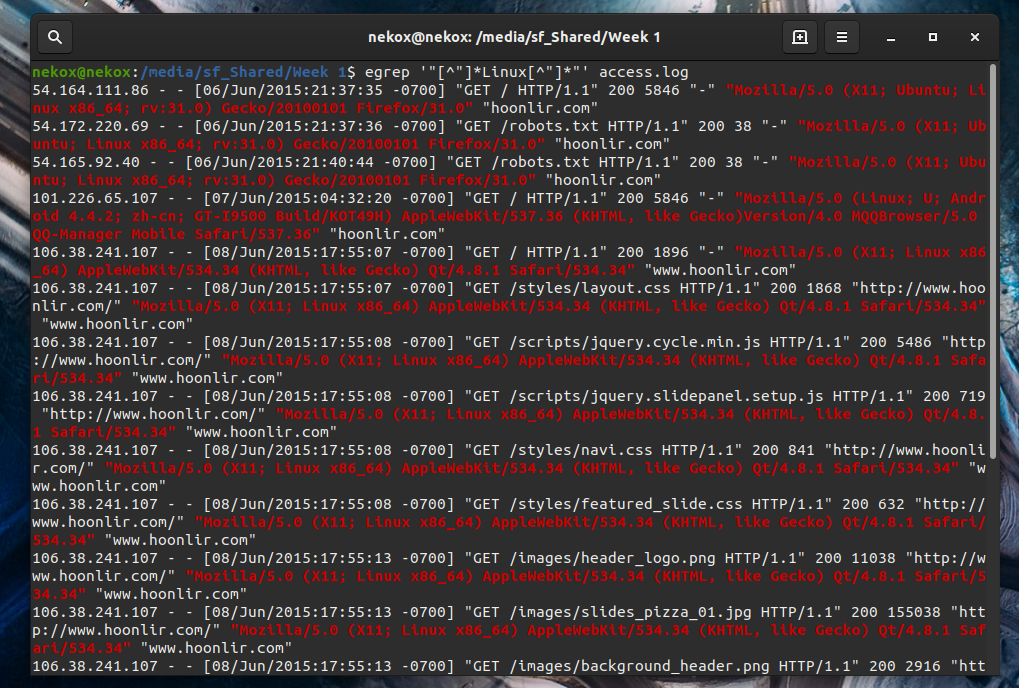 nekox@nekox: /media/sf_Shared/Week 1
nekox@nekox:/media/sf_Shared/Week 1$ egrep '"[^"]*Linux[^"]*"' access.log
54.164.111.86 - - [06/Jun/2015:21:37:35 -0700] "GET / HTTP/1.1" 200 5846 "-" "Mozilla/5.0 (X11; Ubuntu; Li
nux x86_64; rv:31.0) Gecko/20100101 Firefox/31.0" "hoonlir.com"
54.172.220.69 - - [06/Jun/2015:21:37:36 -0700] "GET /robots.txt HTTP/1.1" 200 38 "-" "Mozilla/5.0 (X11; Ub
untu; Linux x86_64; rv:31.0) Gecko/20100101 Firefox/31.0" "hoonlir.com"
54.165.92.40 - - [06/Jun/2015:21:40:44 -0700] "GET /robots.txt HTTP/1.1" 200 38 "-" "Mozilla/5.0 (X11; Ubu
ntu; Linux x86_64; rv:31.0) Gecko/20100101 Firefox/31.0" "hoonlir.com"
101.226.65.107 - - [07/Jun/2015:04:32:20 -0700] "GET / HTTP/1.1" 200 5846 "-" "Mozilla/5.0 (Linux; U; Andr
oid 4.4.2; zh-cn; GT-I9500 Build/KOT49H) AppleWebKit/537.36 (KHTML, like Gecko)Version/4.0 MQQBrowser/5.0 
QQ-Manager Mobile Safari/537.36" "hoonlir.com"
106.38.241.107 - - [08/Jun/2015:17:55:07 -0700] "GET / HTTP/1.1" 200 1896 "-" "Mozilla/5.0 (X11; Linux x86
_64) AppleWebKit/534.34 (KHTML, like Gecko) Qt/4.8.1 Safari/534.34" "www.hoonlir.com"
106.38.241.107 - - [08/Jun/2015:17:55:07 -0700] "GET /styles/layout.css HTTP/1.1" 200 1868 "http://www.hoo
nlir.com/" "Mozilla/5.0 (X11; Linux x86_64) AppleWebKit/534.34 (KHTML, like Gecko) Qt/4.8.1 Safari/534.34"
 "www.hoonlir.com"
106.38.241.107 - - [08/Jun/2015:17:55:08 -0700] "GET /scripts/jquery.cycle.min.js HTTP/1.1" 200 5486 "http
://www.hoonlir.com/" "Mozilla/5.0 (X11; Linux x86_64) AppleWebKit/534.34 (KHTML, like Gecko) Qt/4.8.1 Safa
ri/534.34" "www.hoonlir.com"
106.38.241.107 - - [08/Jun/2015:17:55:08 -0700] "GET /scripts/jquery.slidepanel.setup.js HTTP/1.1" 200 719
 "http://www.hoonlir.com/" "Mozilla/5.0 (X11; Linux x86_64) AppleWebKit/534.34 (KHTML, like Gecko) Qt/4.8.
1 Safari/534.34" "www.hoonlir.com"
106.38.241.107 - - [08/Jun/2015:17:55:08 -0700] "GET /styles/navi.css HTTP/1.1" 200 841 "http://www.hoonli
r.com/" "Mozilla/5.0 (X11; Linux x86_64) AppleWebKit/534.34 (KHTML, like Gecko) Qt/4.8.1 Safari/534.34" "w
ww.hoonlir.com"
106.38.241.107 - - [08/Jun/2015:17:55:08 -0700] "GET /styles/featured_slide.css HTTP/1.1" 200 632 "http://
www.hoonlir.com/" "Mozilla/5.0 (X11; Linux x86_64) AppleWebKit/534.34 (KHTML, like Gecko) Qt/4.8.1 Safari/
534.34" "www.hoonlir.com"
106.38.241.107 - - [08/Jun/2015:17:55:13 -0700] "GET /images/header_logo.png HTTP/1.1" 200 11038 "http://w
ww.hoonlir.com/" "Mozilla/5.0 (X11; Linux x86_64) AppleWebKit/534.34 (KHTML, like Gecko) Qt/4.8.1 Safari/5
34.34" "www.hoonlir.com"
106.38.241.107 - - [08/Jun/2015:17:55:13 -0700] "GET /images/slides_pizza_01.jpg HTTP/1.1" 200 155038 "htt
p://www.hoonlir.com/" "Mozilla/5.0 (X11; Linux x86_64) AppleWebKit/534.34 (KHTML, like Gecko) Qt/4.8.1 Saf
ari/534.34" "www.hoonlir.com"
106.38.241.107 - - [08/Jun/2015:17:55:13 -0700] "GET /images/background_header.png HTTP/1.1" 200 2916 "htt